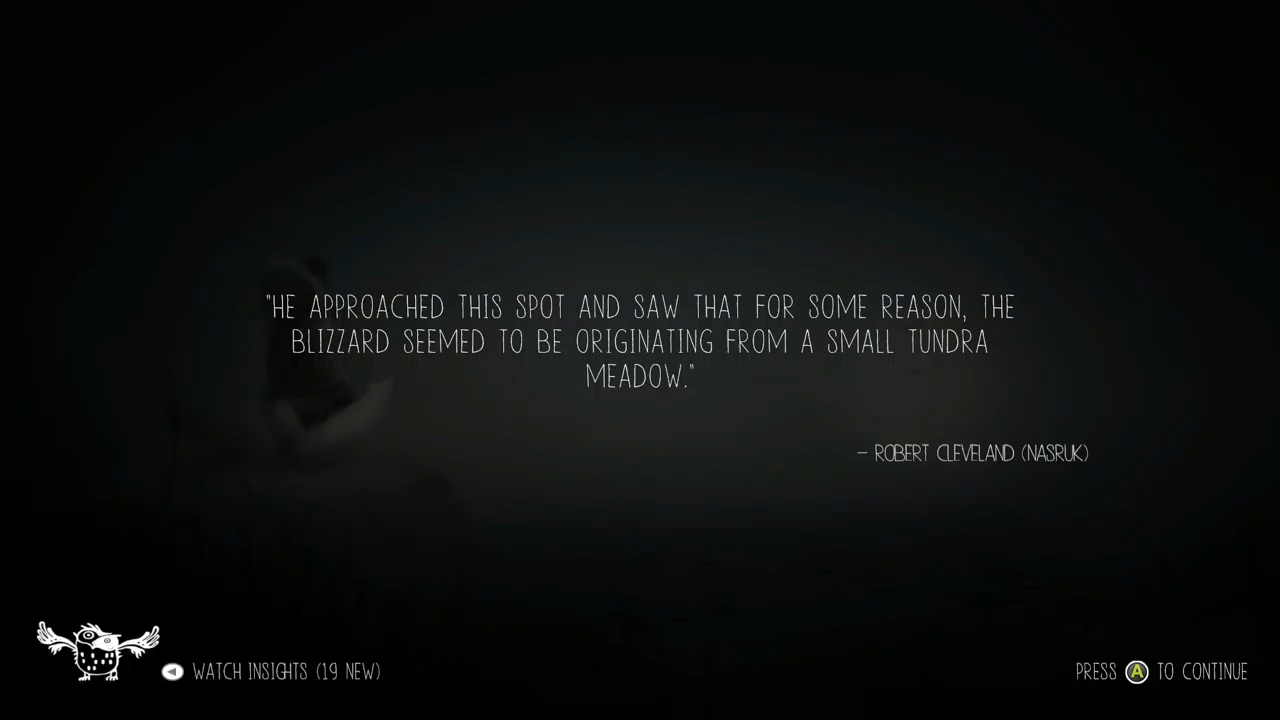 "HE APPROACHED THIS SPOT AND SAW THAT FOR SOME REASON, THE
BLIZZARD SEEMED TO BE ORIGINATING FROM A SMALL TUNDRA
MEADOW."
– ROBERT CLEVELAND (NASRUK)
WATCH INSIGHTS (19 NEW)
PRESS A TO CONTINUE